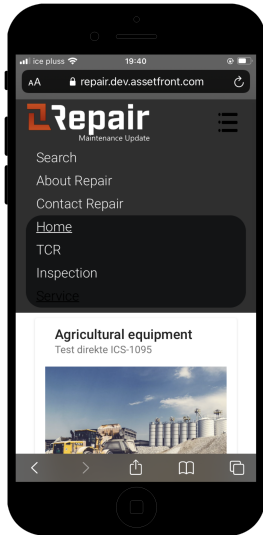 ice pluss
19:40
AA
repair.dev.assetfront.com
Repair
Maintenance Update
Search
About Repair
Contact Repair
Home
TCR
Inspection
Service
Agricultural equipment
Test direkte ICS-1095